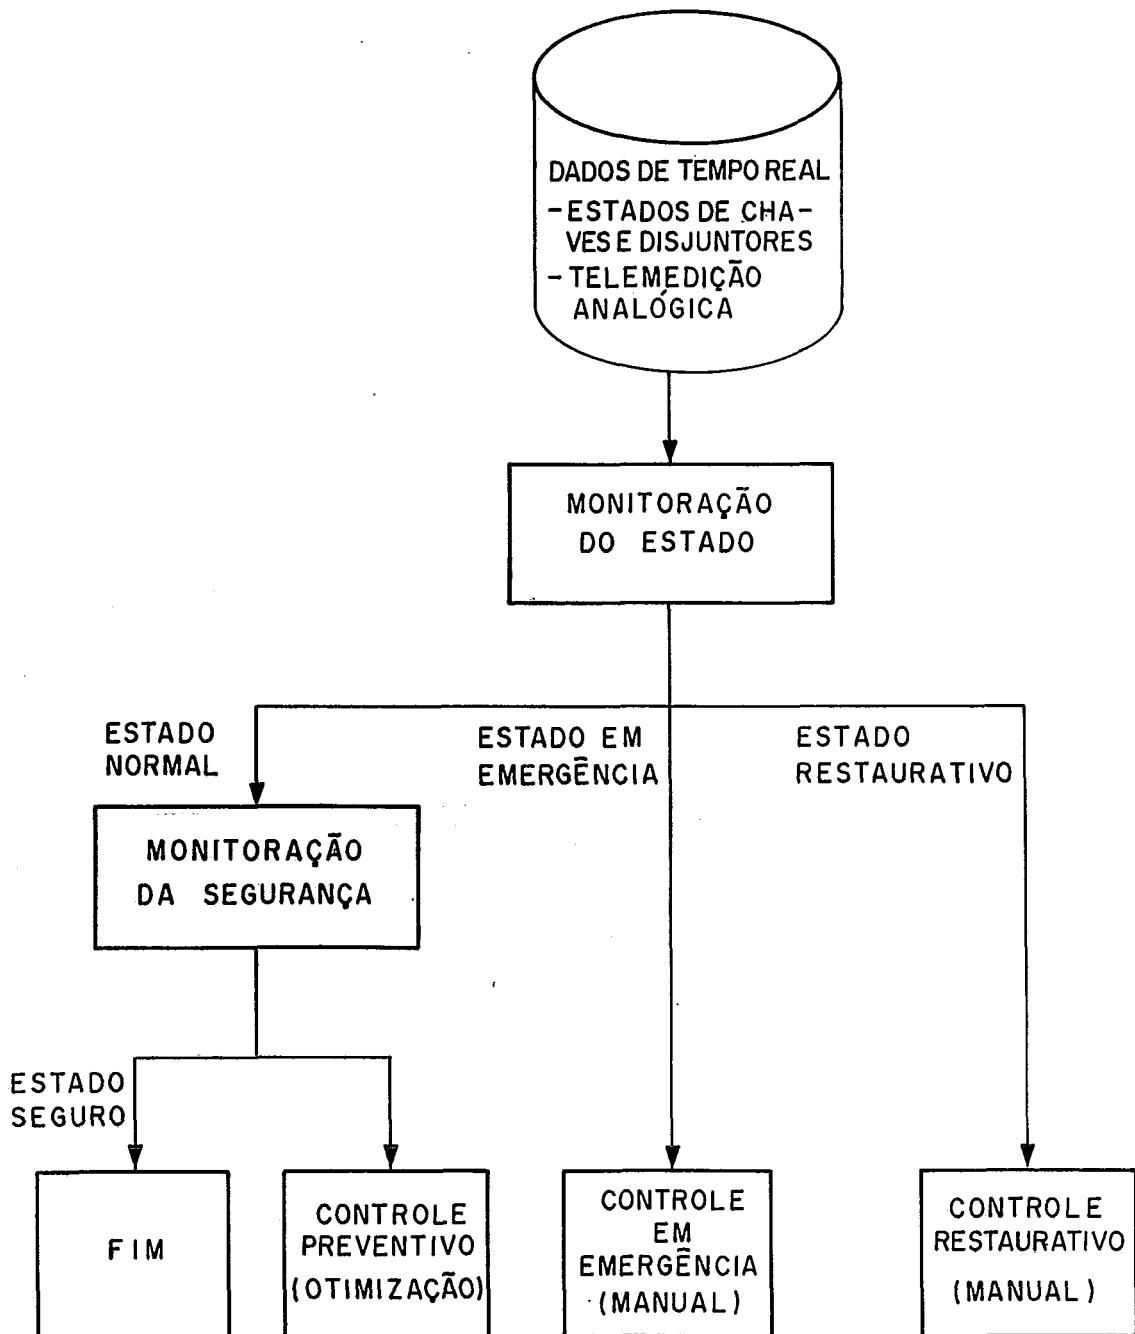 DADOS DE TEMPO REAL
-ESTADOS DE CHA-
VES E DISJUNTORES
- TELEMEDIÇÃO
ANALÓGICA
MONITORAÇÃO
DO ESTADO
ESTADO
NORMAL
ESTADO EM
EMERGÊNCIA
ESTADO
RESTAURATIVO
MONITORAÇÃO
DA SEGURANÇA
ESTADO
SEGURO
FIM
CONTROLE
PREVENTIVO
(OTIMIZAÇÃO)
CONTROLE
EM
EMERGÊNCIA
(MANUAL)
CONTROLE
RESTAURATIVO
(MANUAL)